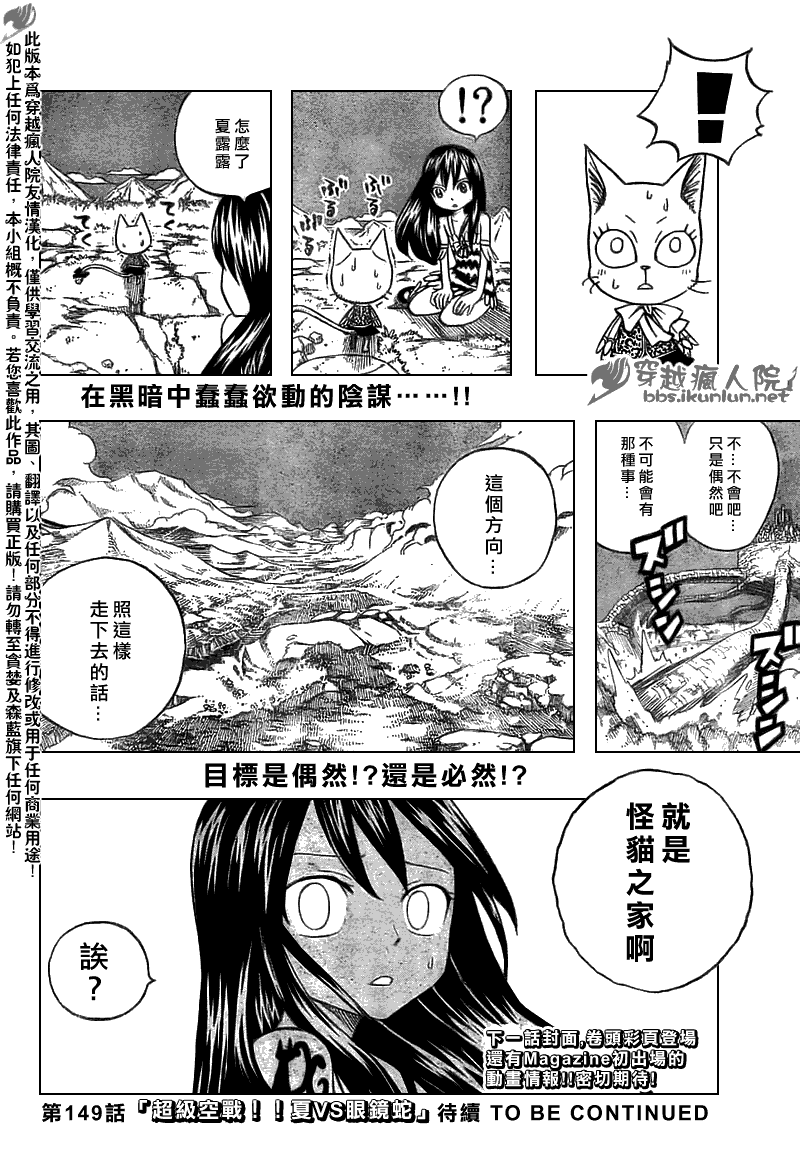 此版本爲穿越瘋人院友情漢化，僅供學習交流之用，其圖、翻譯以及任何部分不得進行修改或用于任何商業用途！
如犯上任何法律責任，本小組概不負責。若您喜歡此作品，請購買正版！請勿轉至貪婪及森藍旗下任何網站！
!
!?
ぶる
ぶる
怎麼了
夏露露
てく
てく
在黑暗中蠢蠢欲動的陰謀……!!
穿越瘋人院
bbs.ikunlun.net
不…不會吧…
只是偶然吧
不可能會有
那種事…
ズシン
ズシン
這個方向…
照這樣
走下去的話…
目標是偶然!?還是必然!?
就是
怪貓之家啊
誒？
下一話封面,卷頭彩頁登場
還有Magazine初出場的
動畫情報!!密切期待!
第149話「超級空戰！！夏VS眼鏡蛇」待續 TO BE CONTINUED